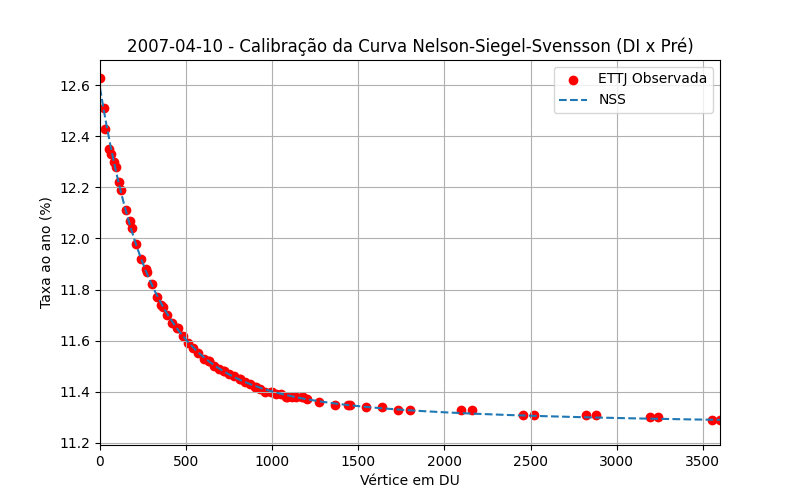 2007-04-10 - Calibração da Curva Nelson-Siegel-Svensson (DI x Pré)
ETTJ Observada
NSS
12.6
12.4
12.2
12.0
11.8
11.6
11.4
11.2
Taxa ao ano (%)
0 500 1000 1500 2000 2500 3000 3500
Vértice em DU